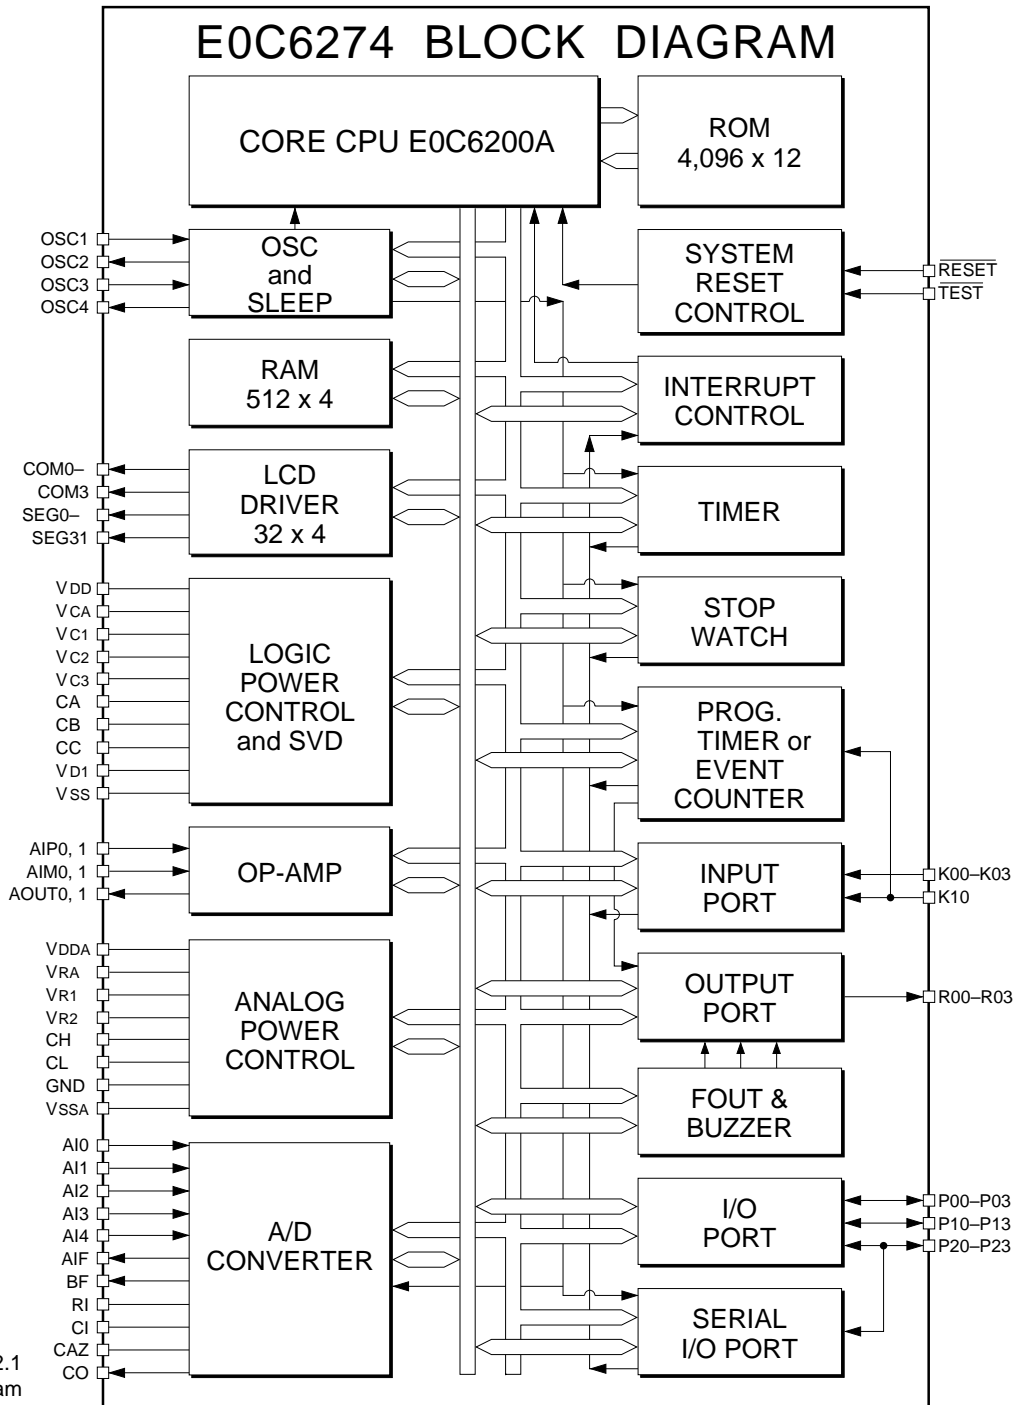 E0C6274 BLOCK DIAGRAM
CORE CPU E0C6200A
ROM
4,096 x 12
OSC1
OSC2
OSC3
OSC4
OSC
and
SLEEP
SYSTEM
RESET
CONTROL
RESET
TEST
RAM
512 x 4
INTERRUPT
CONTROL
COM0–
COM3
SEG0–
SEG31
LCD
DRIVER
32 x 4
TIMER
VDD
VCA
VC1
VC2
VC3
CA
CB
CC
VD1
VSS
LOGIC
POWER
CONTROL
and SVD
STOP
WATCH
PROG.
TIMER or
EVENT
COUNTER
AIP0, 1
AIM0, 1
AOUT0, 1
OP-AMP
INPUT
PORT
K00–K03
K10
VDDA
VRA
VR1
VR2
CH
CL
GND
VSSA
ANALOG
POWER
CONTROL
OUTPUT
PORT
R00–R03
FOUT &
BUZZER
AI0
AI1
AI2
AI3
AI4
AIF
BF
RI
CI
CAZ
CO
A/D
CONVERTER
I/O
PORT
P00–P03
P10–P13
P20–P23
SERIAL
I/O PORT
2.1
am